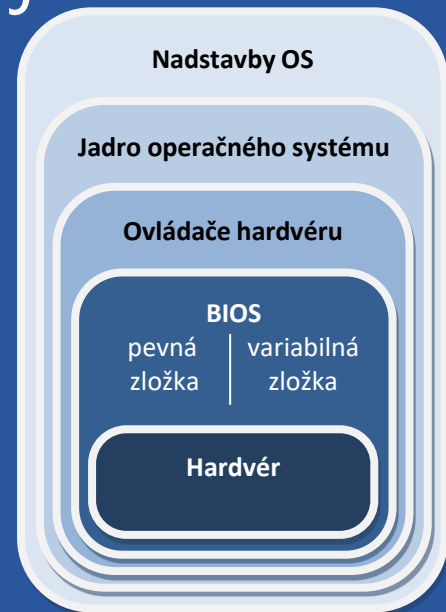 Nadstavby OS
Jadro operačného systému
Ovládače hardvéru
BIOS
pevná variabilná
zložka zložka
Hardvér